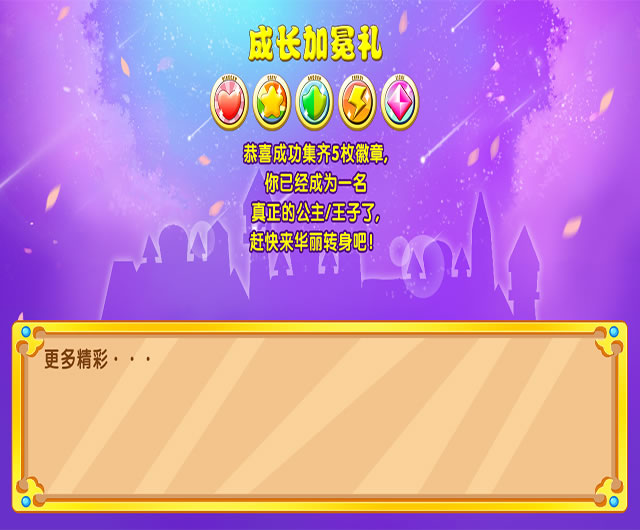 成长加冕礼
恭喜成功集齐5枚徽章,
你已经成为一名
真正的公主/王子了,
赶快来华丽转身吧!
更多精彩···